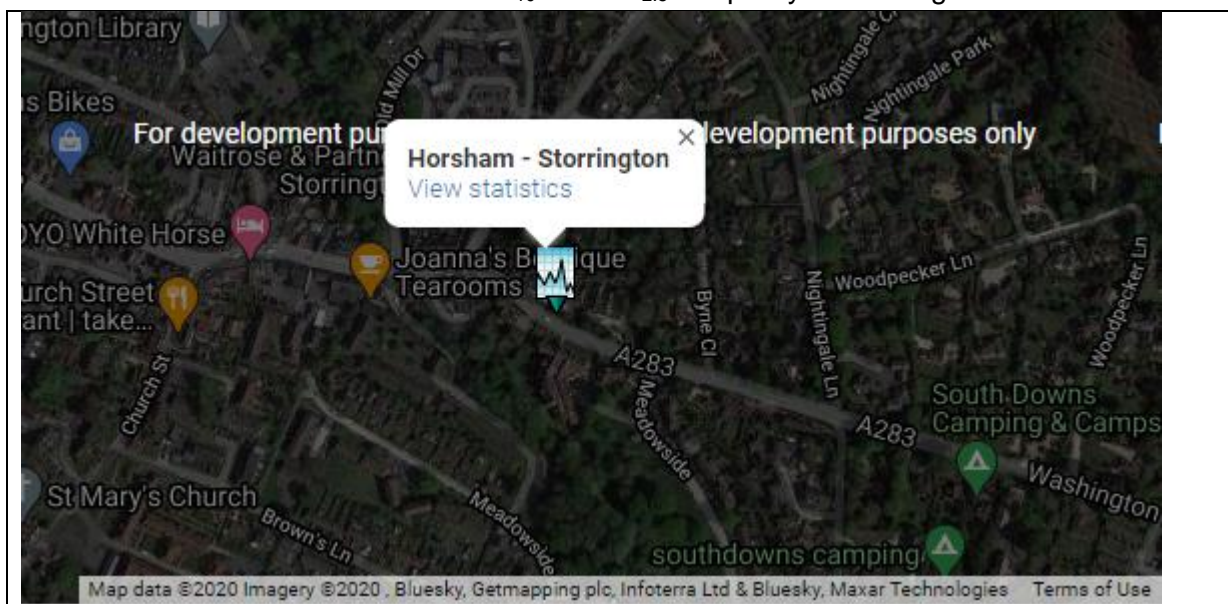 ngton Library
Old Mill Dr
Nightingale
Nightingale Park
as Bikes
For development pur
development purposes only
Waitrose & Partn
Storringt
Horsham - Storrington
×
View statistics
OYO White Horse
Joanna's B
ique
Tearooms
urch Street
ant | take...
Church St
Byne Cl
Nightingale Ln
Woodpecker Ln
Woodpecker Ln
A283
Meadowside
A283
South Downs
Camping & Camps
Washington
St Mary's Church
Brown's Ln
Meadowside
southdowns camping
Map data ©2020 Imagery ©2020 , Bluesky, Getmapping plc, Infoterra Ltd & Bluesky, Maxar Technologies
Terms of Use